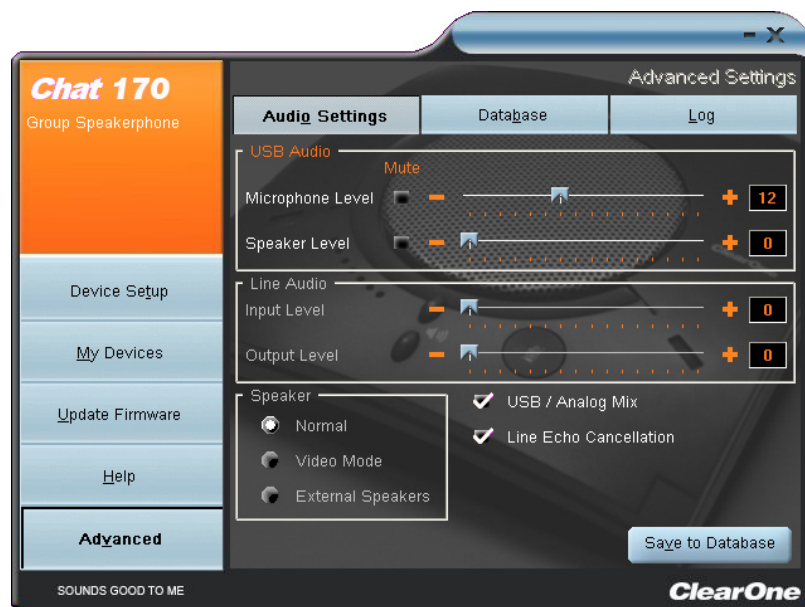 Chat 170
Group Speakerphone
Advanced Settings
Audio Settings
Database
Log
USB Audio
Mute
Microphone Level
12
Speaker Level
0
Line Audio
Input Level
0
Output Level
0
Speaker
Normal
Video Mode
External Speakers
USB / Analog Mix
Line Echo Cancellation
Device Setup
My Devices
Update Firmware
Help
Advanced
Save to Database
SOUNDS GOOD TO ME
ClearOne